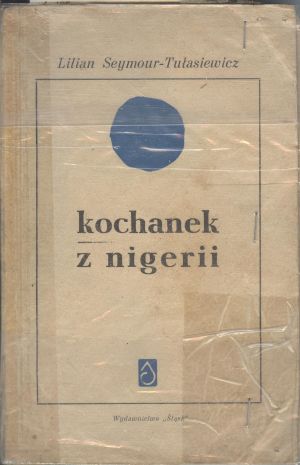 Lilian Seymour-Tułasiewicz
kochanek
z nigerii
Wydawnictwo „Śląsk”